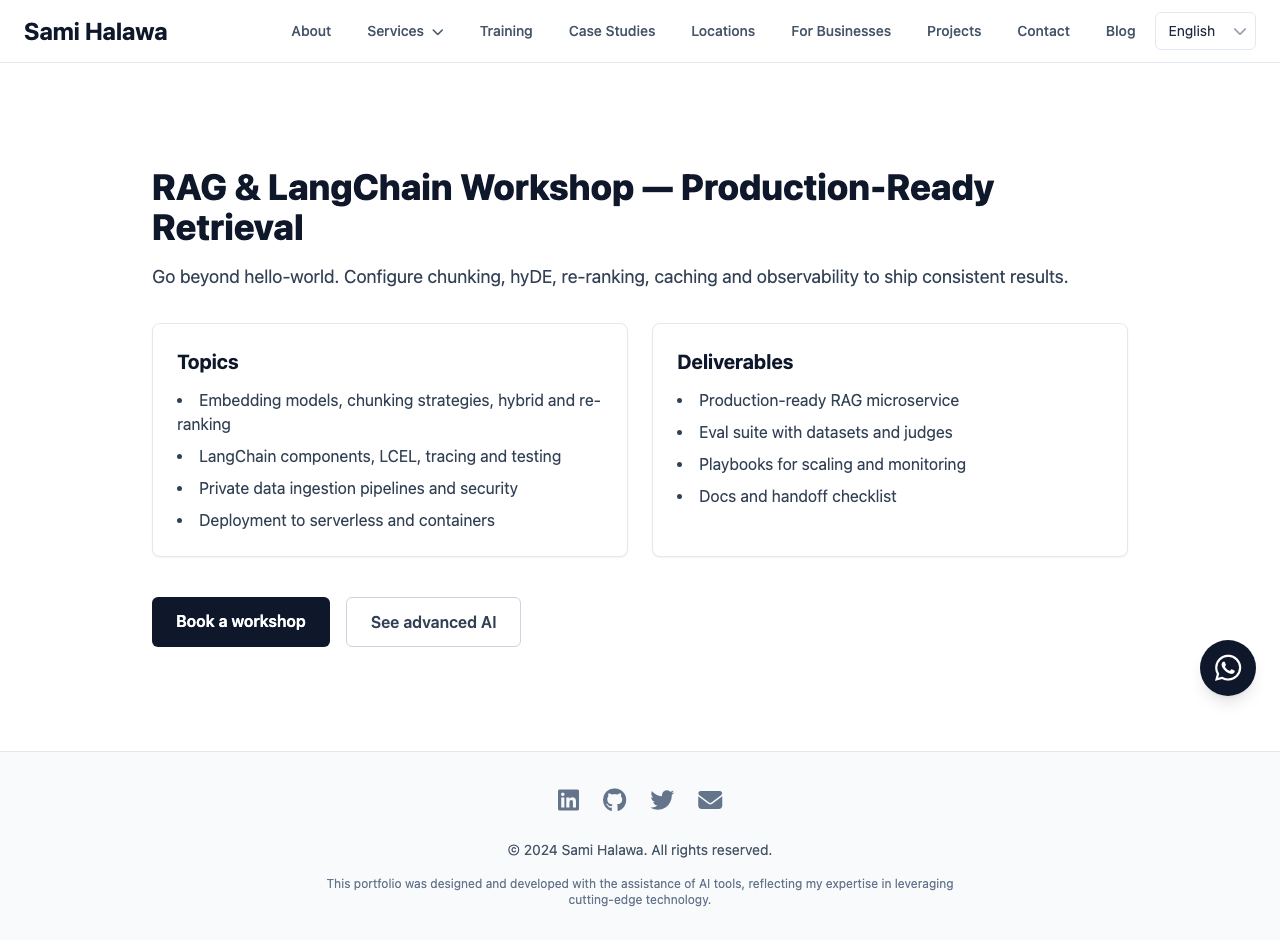 Sami Halawa
About
Services
Training
Case Studies
Locations
For Businesses
Projects
Contact
Blog
English
RAG & LangChain Workshop — Production-Ready
Retrieval
Go beyond hello-world. Configure chunking, hyDE, re-ranking, caching and observability to ship consistent results.
Topics
• Embedding models, chunking strategies, hybrid and re-
ranking
• LangChain components, LCEL, tracing and testing
• Private data ingestion pipelines and security
• Deployment to serverless and containers
Deliverables
• Production-ready RAG microservice
• Eval suite with datasets and judges
• Playbooks for scaling and monitoring
• Docs and handoff checklist
Book a workshop
See advanced AI
© 2024 Sami Halawa. All rights reserved.
This portfolio was designed and developed with the assistance of AI tools, reflecting my expertise in leveraging
cutting-edge technology.